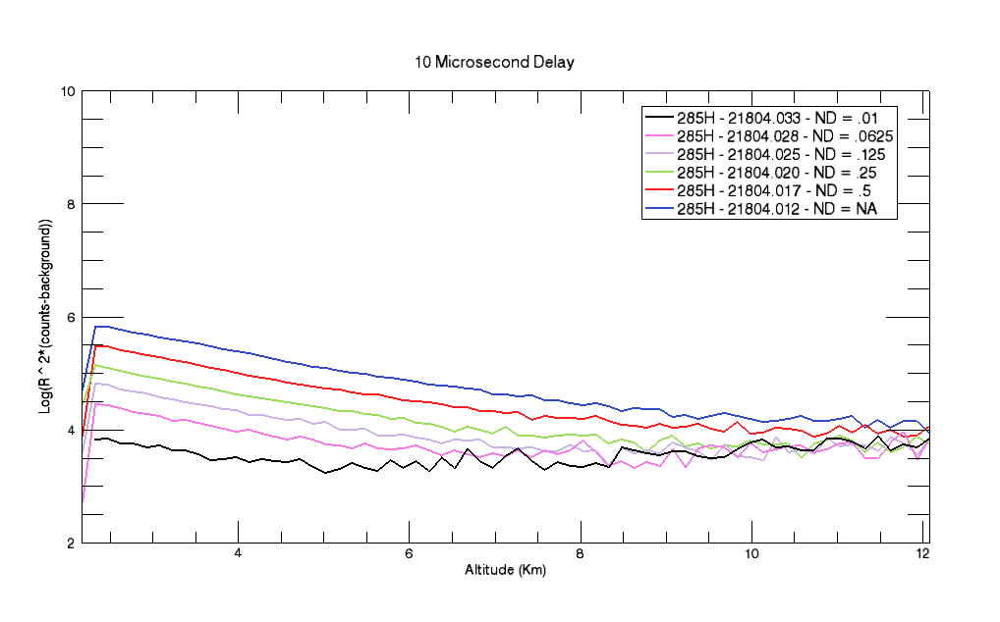 10 Microsecond Delay
10
8
6
4
2
Log(R ^ 2*(counts-background))
285H - 21804.033 - ND = .01
285H - 21804.028 - ND = .0625
285H - 21804.025 - ND = .125
285H - 21804.020 - ND = .25
285H - 21804.017 - ND = .5
285H - 21804.012 - ND = NA
4 6 8 10 12
Altitude (Km)